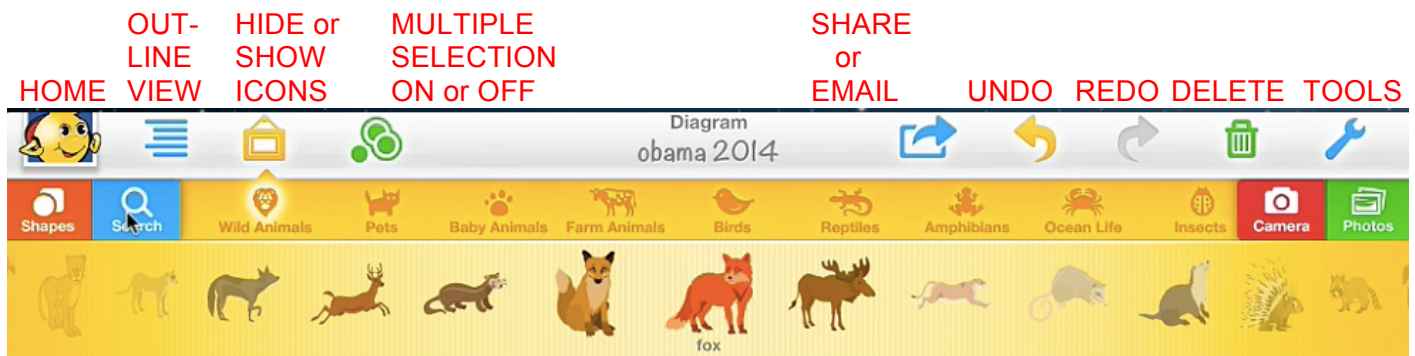 OUT- HIDE or MULTIPLE SHARE
LINE SHOW SELECTION or
HOME VIEW ICONS ON or OFF EMAIL UNDO REDO DELETE TOOLS
Diagram
obama 2014
Shapes Search Wild Animals Pets Baby Animals Farm Animals Birds Reptiles Amphibians Ocean Life Insects Camera Photos
fox